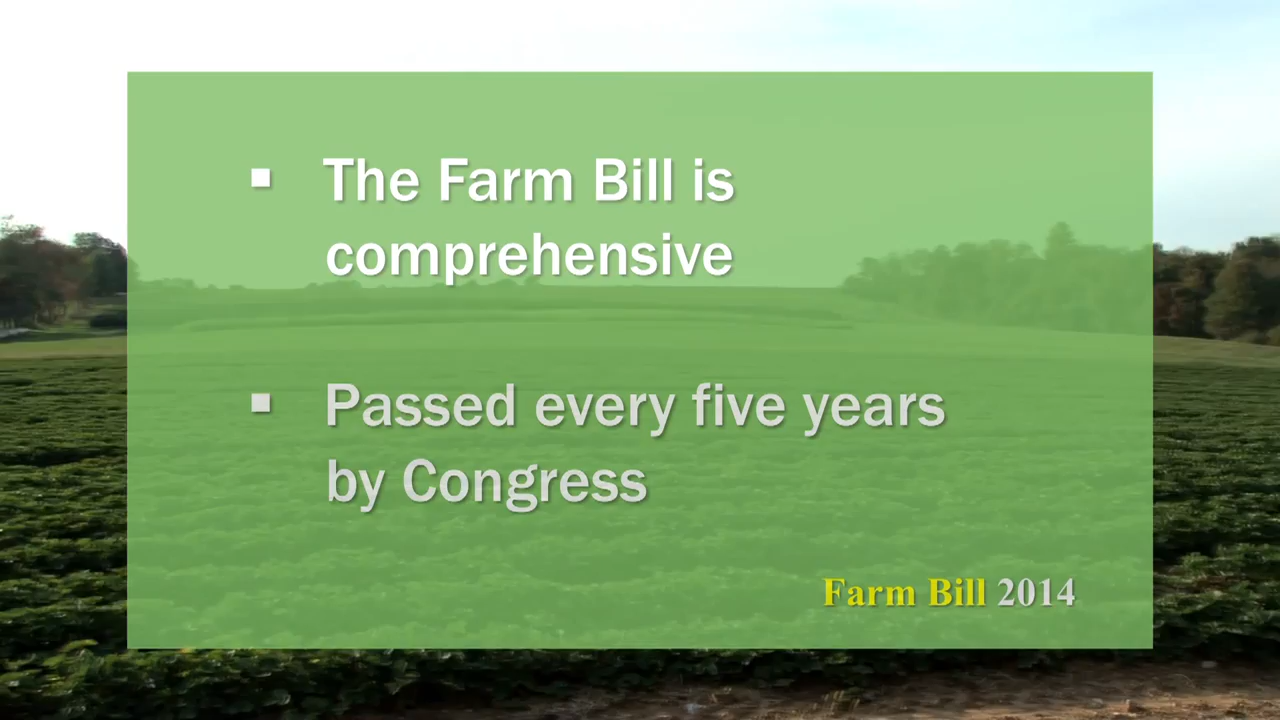 ▪ The Farm Bill is
comprehensive
▪ Passed every five years
by Congress
Farm Bill 2014